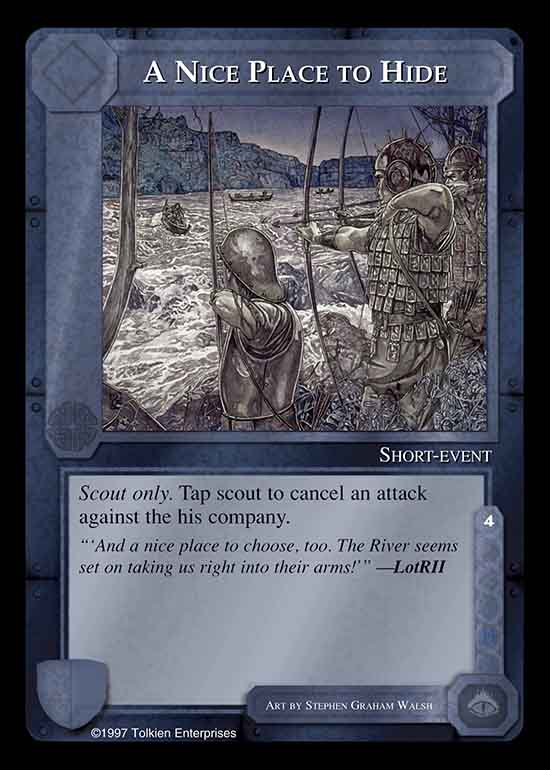 A Nice Place to Hide
Short-event
Scout only. Tap scout to cancel an attack
against the his company.
“‘And a nice place to choose, too. The River seems
set on taking us right into their arms!’” —LotRII
4
Art by Stephen Graham Walsh
©1997 Tolkien Enterprises